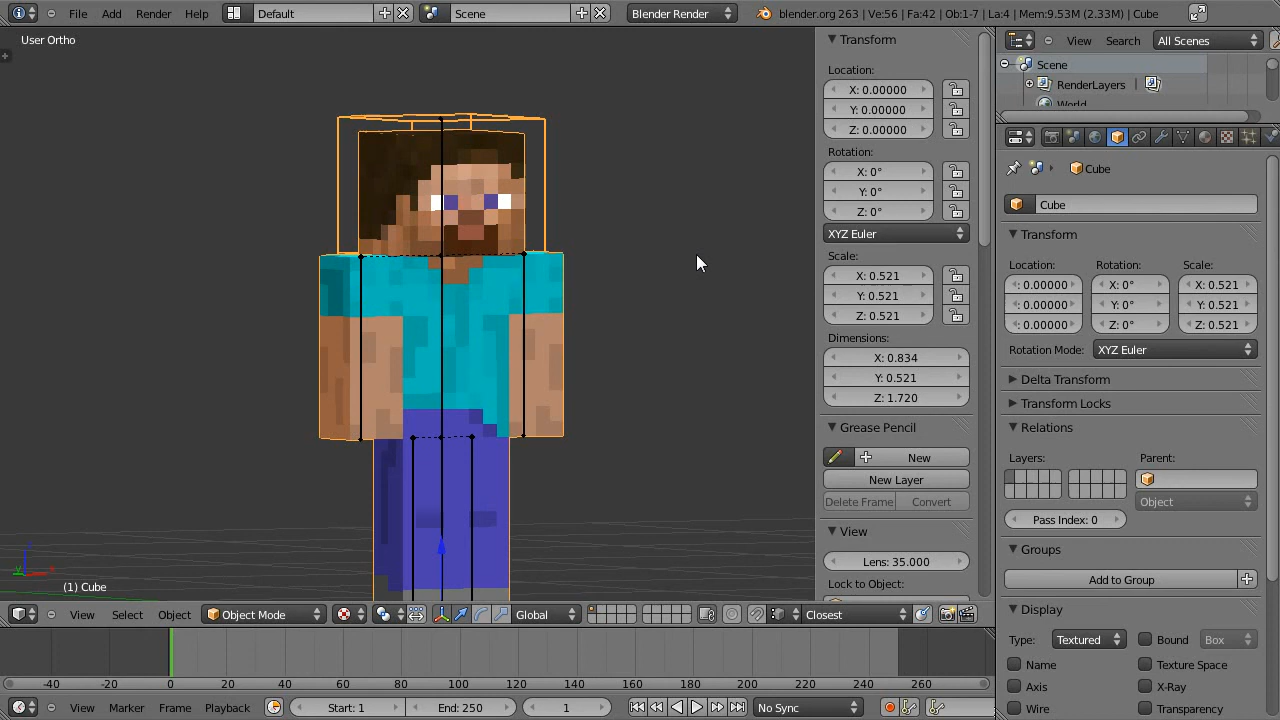 File Add Render Help Default Scene Blender Render blender.org 263 | Ve:56 | Fa:42 | Ob:1-7 | La:4 | Mem:9.53M (2.33M) | Cube
User Ortho
(1) Cube
View Select Object Object Mode Global Closest
-40 -20 0 20 40 60 80 100 120 140 160 180 200 220 240 260
View Marker Frame Playback Start: 1 End: 250 1 No Sync
Transform
Location:
X: 0.00000
Y: 0.00000
Z: 0.00000
Rotation:
X: 0°
Y: 0°
Z: 0°
XYZ Euler
Scale:
X: 0.521
Y: 0.521
Z: 0.521
Dimensions:
X: 0.834
Y: 0.521
Z: 1.720
Grease Pencil
New
New Layer
Delete Frame Convert
View
Lens: 35.000
Lock to Object:
View Search All Scenes
Scene
RenderLayers |
World
Cube
Cube
Transform
Location: Rotation: Scale:
: 0.00000 X: 0° X: 0.521
: 0.00000 Y: 0° Y: 0.521
: 0.00000 Z: 0° Z: 0.521
Rotation Mode: XYZ Euler
Delta Transform
Transform Locks
Relations
Layers: Parent:
Object
Pass Index: 0
Groups
Add to Group
Display
Type: Textured Bound Box
Name Texture Space
Axis X-Ray
Wire Transparency